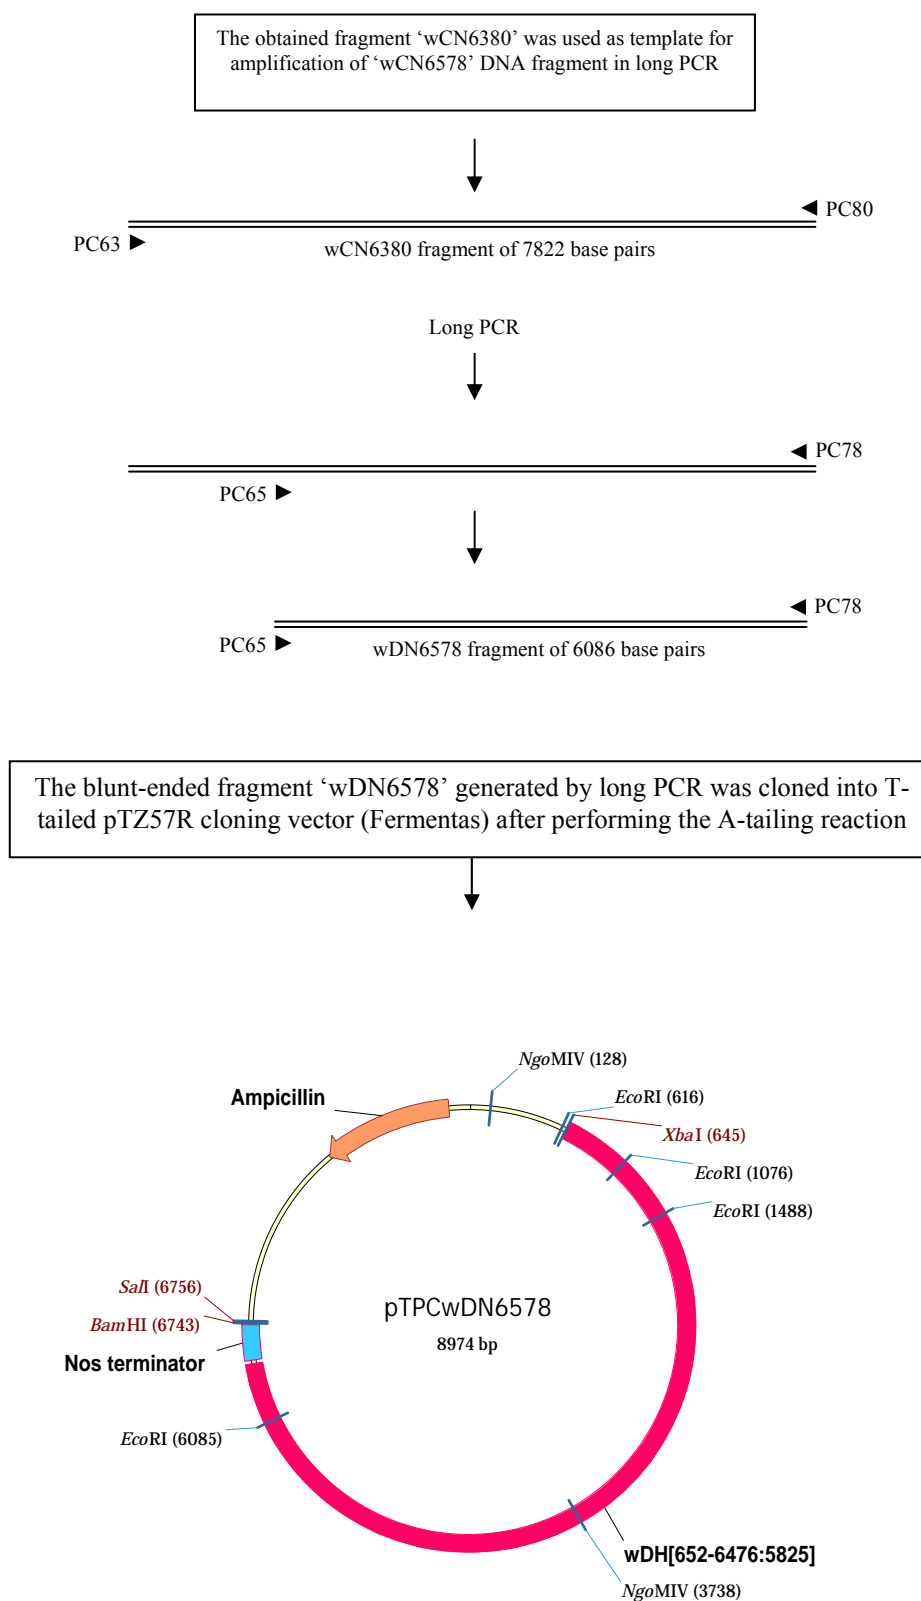 The obtained fragment ‘wCN6380’ was used as template for
amplification of ‘wCN6578’ DNA fragment in long PCR
PC80
PC63
wCN6380 fragment of 7822 base pairs
Long PCR
PC78
PC65
PC78
PC65
wDN6578 fragment of 6086 base pairs
The blunt-ended fragment ‘wDN6578’ generated by long PCR was cloned into T-
tailed pTZ57R cloning vector (Fermentas) after performing the A-tailing reaction
NgoMIV (128)
Ampicillin
EcoRI (616)
XbaI (645)
EcoRI (1076)
EcoRI (1488)
SalI (6756)
pTPCwDN6578
BamHI (6743)
8974 bp
Nos terminator
EcoRI (6085)
wDH[652-6476:5825]
NgoMIV (3738)